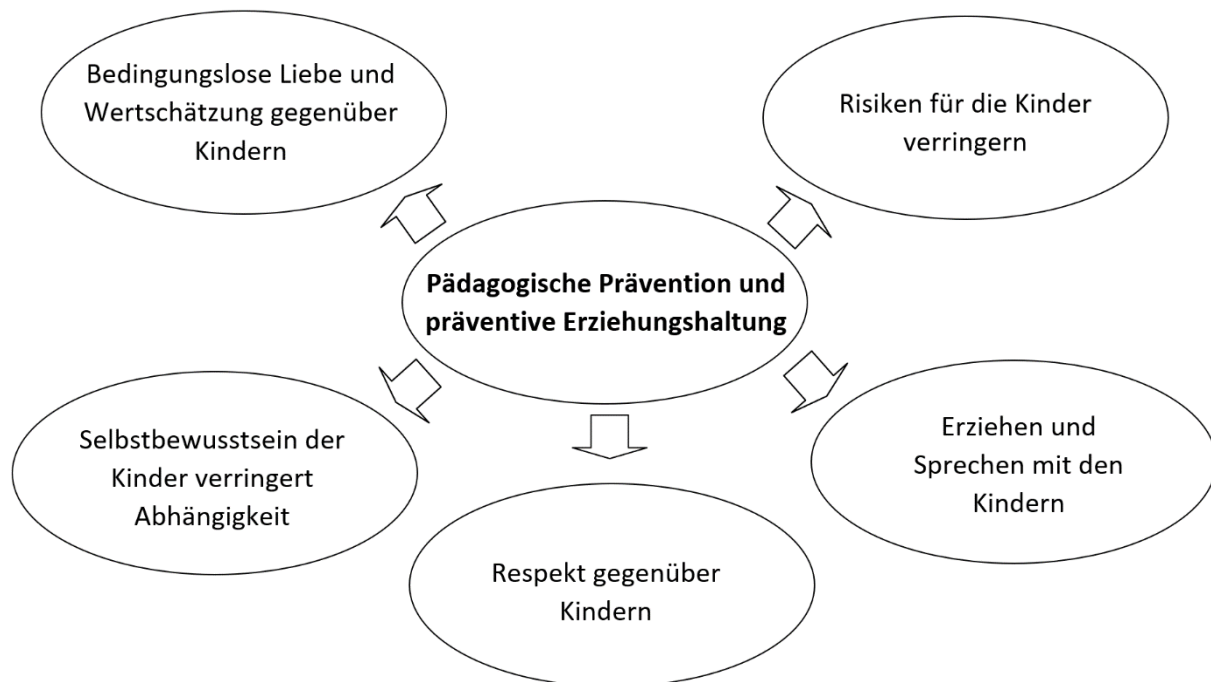 Bedingungslose Liebe und
Wertschätzung gegenüber
Kindern
Risiken für die Kinder
verringern
Pädagogische Prävention und
präventive Erziehungshaltung
Selbstbewusstsein der
Kinder verringert
Abhängigkeit
Erziehen und
Sprechen mit den
Kindern
Respekt gegenüber
Kindern